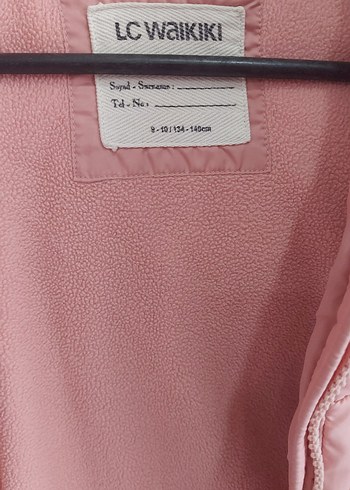 LC WAIKIKI
Soyad - Surname :
Tel - No :
9 - 10 / 134 - 140cm